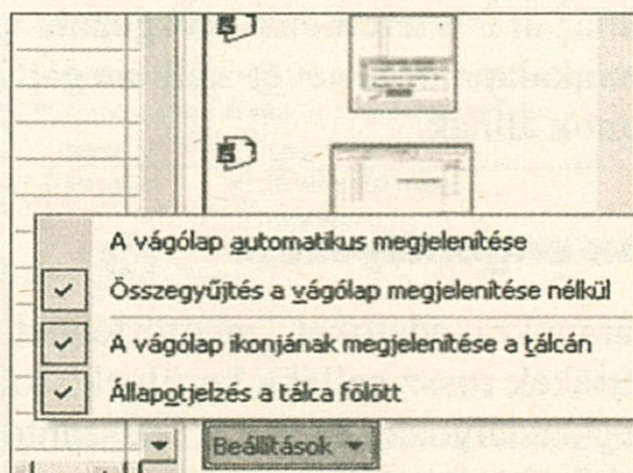 A vágólap automatikus megjelenítése
Összegyűjtés a vágólap megjelenítése nélkül
A vágólap ikonjának megjelenítése a tálcán
Állapotjelzés a tálca fölött
Beállítások